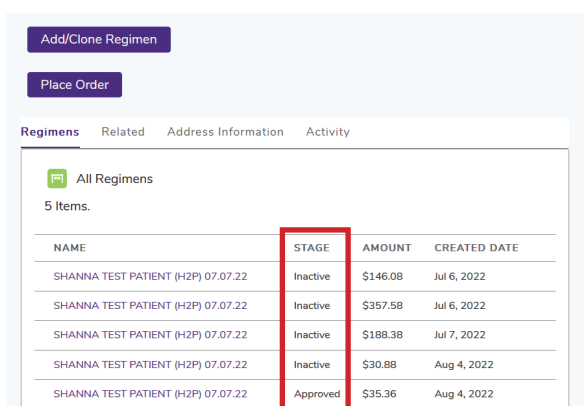 Add/Clone Regimen
Place Order
Regimens Related Address Information Activity
All Regimens
5 Items.
NAME STAGE AMOUNT CREATED DATE
SHANNA TEST PATIENT (H2P) 07.07.22 Inactive $146.08 Jul 6, 2022
SHANNA TEST PATIENT (H2P) 07.07.22 Inactive $357.58 Jul 6, 2022
SHANNA TEST PATIENT (H2P) 07.07.22 Inactive $188.38 Jul 7, 2022
SHANNA TEST PATIENT (H2P) 07.07.22 Inactive $30.88 Aug 4, 2022
SHANNA TEST PATIENT (H2P) 07.07.22 Approved $35.36 Aug 4, 2022